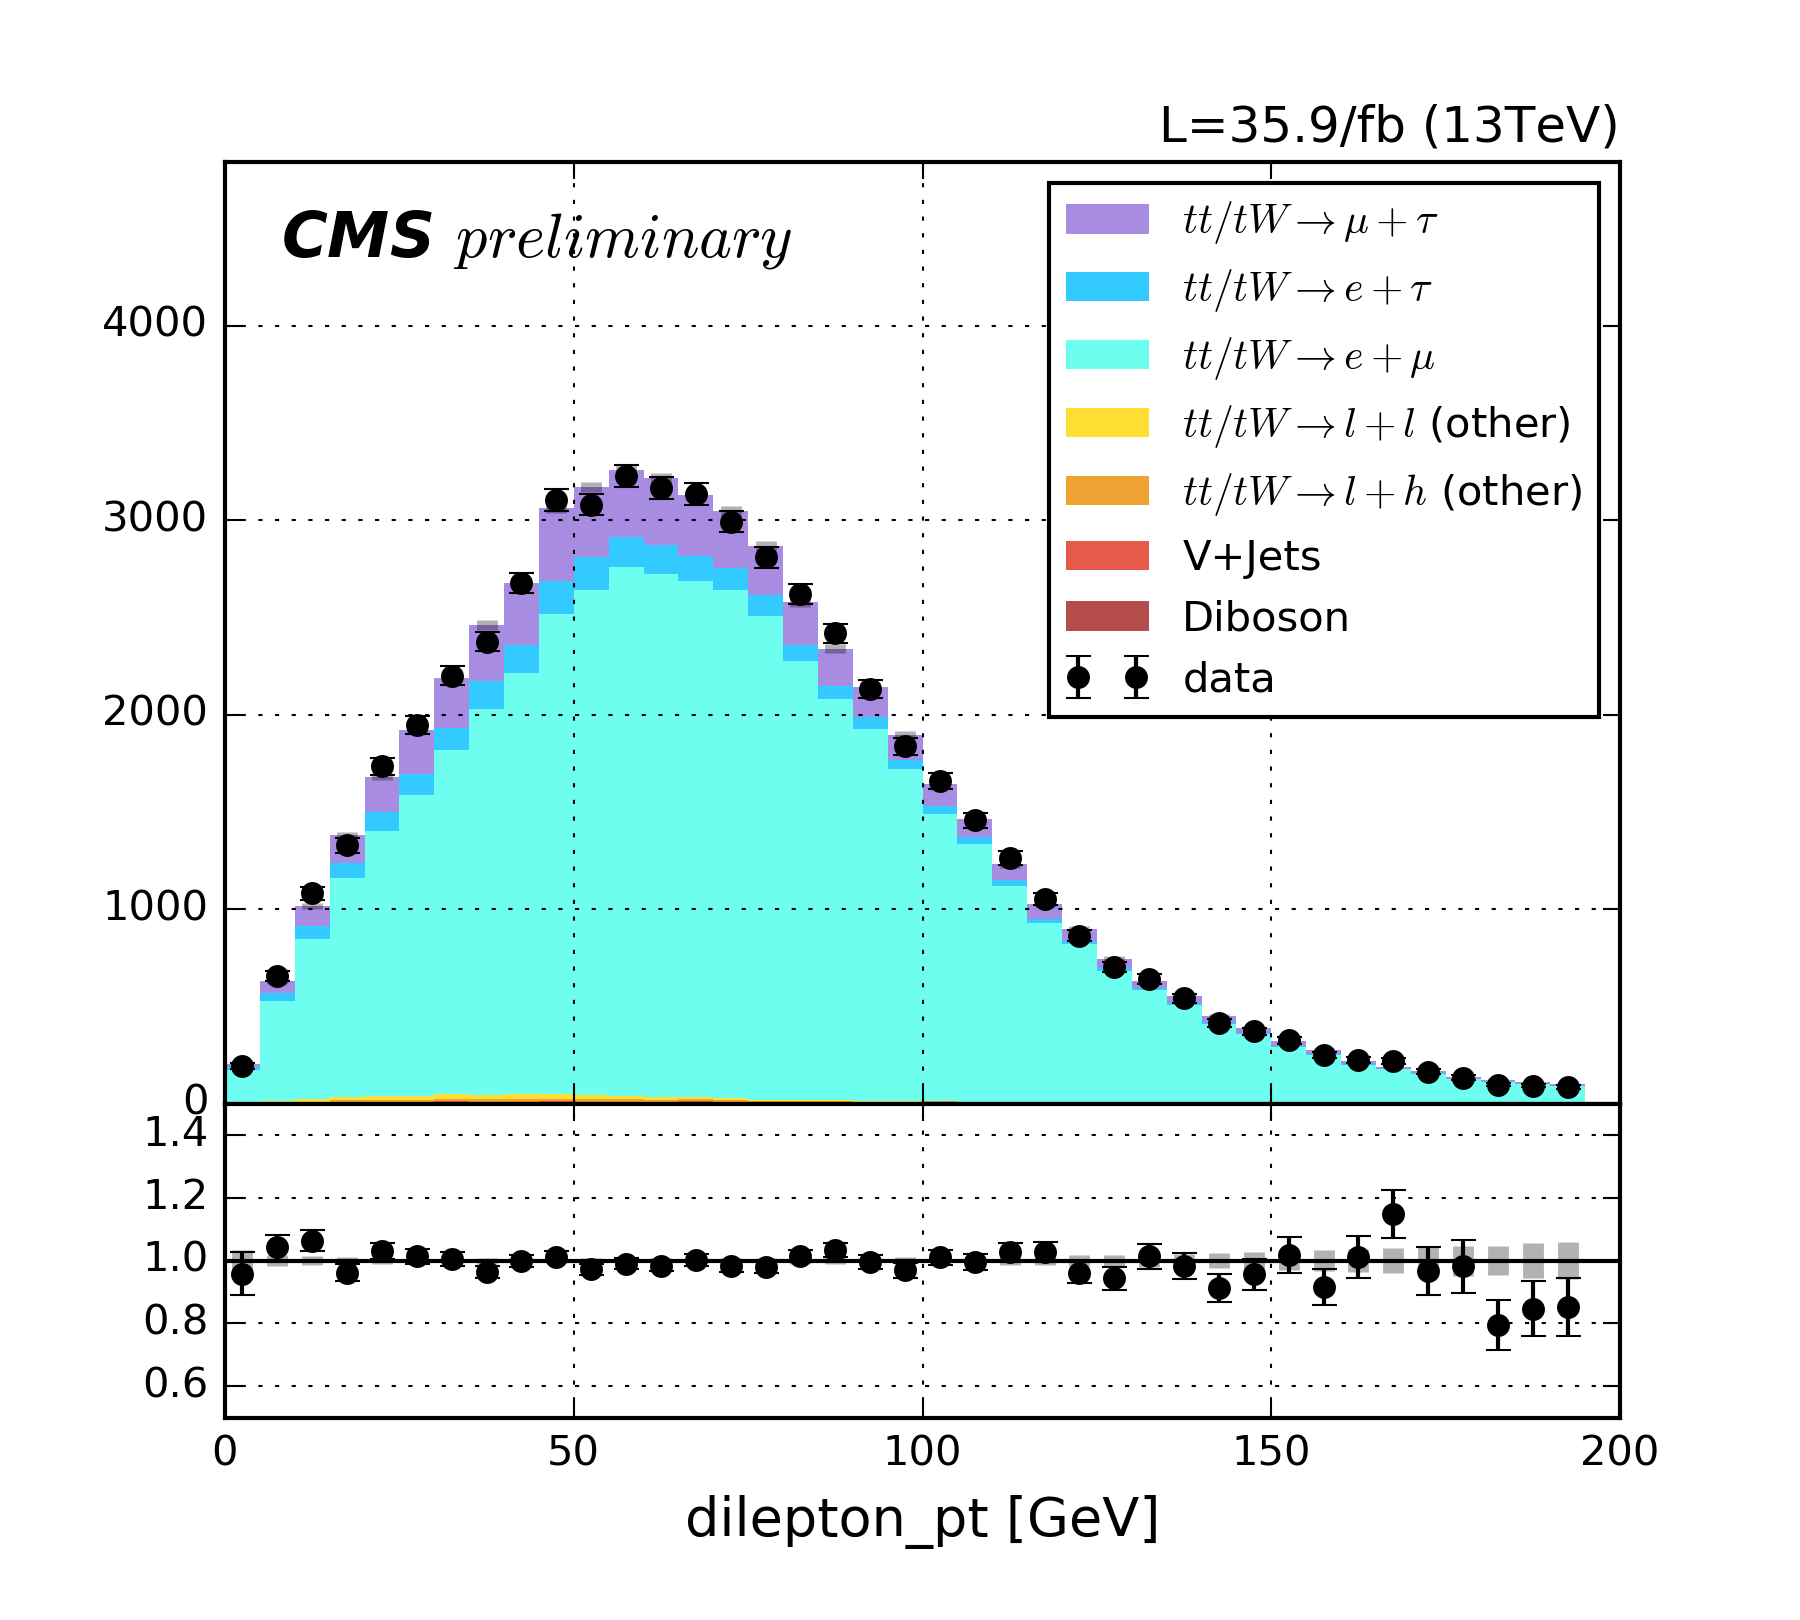 L=35.9/fb (13TeV)
CMS preliminary
tt/tW→μ+τ
tt/tW→e+τ
tt/tW→e+μ
tt/tW→l+l (other)
tt/tW→l+h (other)
V+Jets
Diboson
data
4000
3000
2000
1000
0
1.4
1.2
1.0
0.8
0.6
0 50 100 150 200
dilepton_pt [GeV]